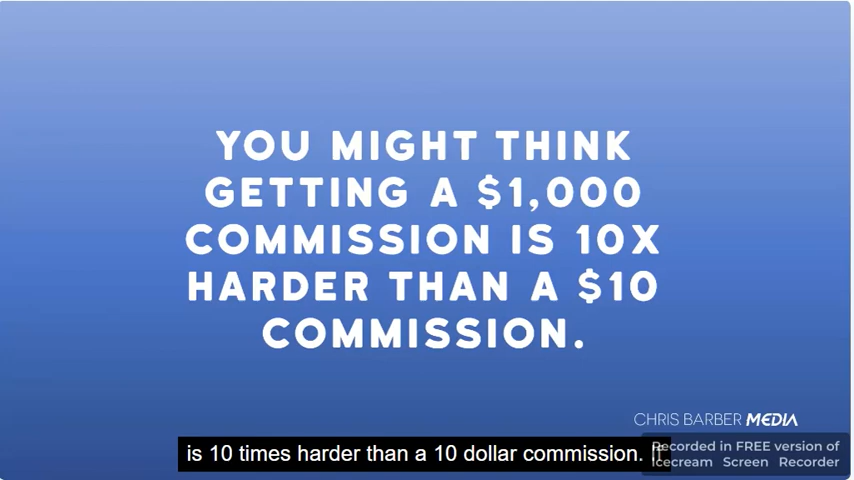 YOU MIGHT THINK
GETTING A $1,000
COMMISSION IS 10X
HARDER THAN A $10
COMMISSION.
CHRIS BARBER MEDIA
is 10 times harder than a 10 dollar commission. It
Recorded in FREE version of
Icecream Screen Recorder